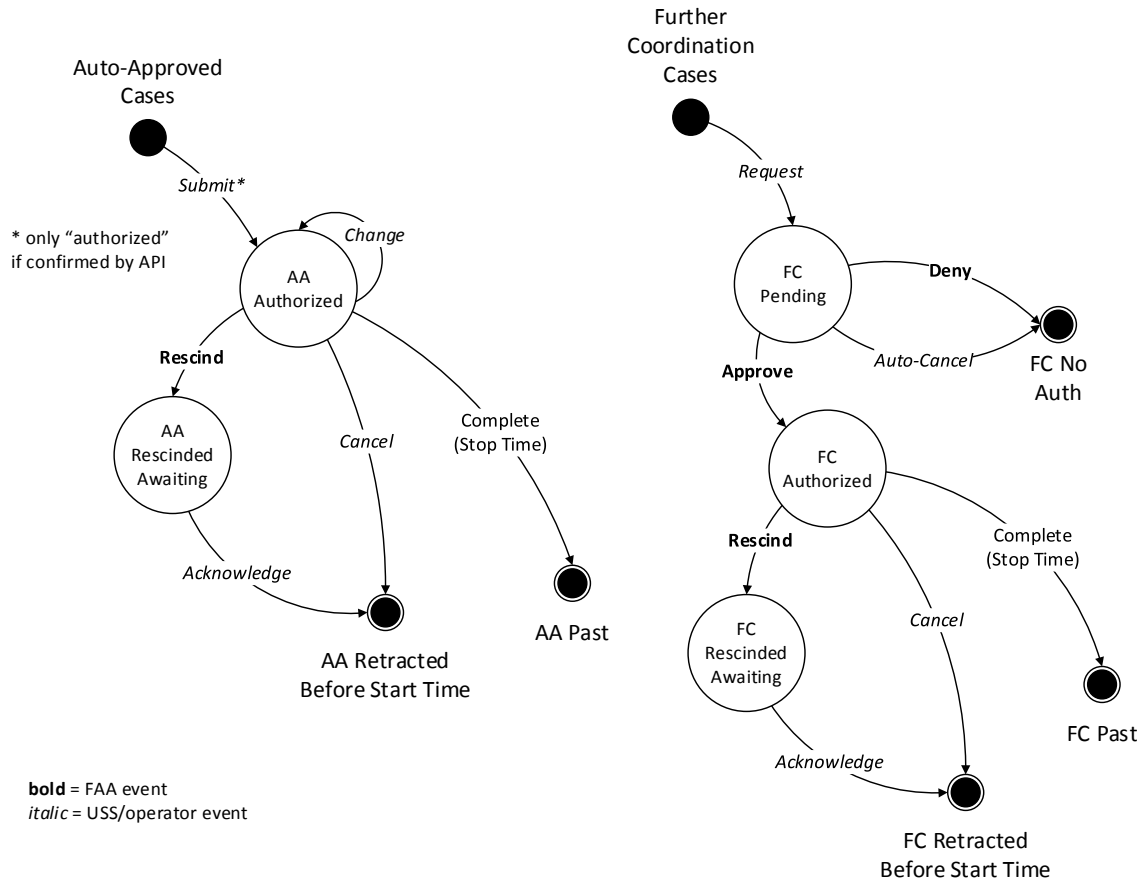 Auto-Approved
Cases
Submit*
* only “authorized”
if confirmed by API
Change
AA
Authorized
Rescind
AA
Rescinded
Awaiting
Cancel
Complete
(Stop Time)
Acknowledge
AA Retracted
Before Start Time
AA Past
bold = FAA event
italic = USS/operator event
Further
Coordination
Cases
Request
FC
Pending
Deny
Auto-Cancel
FC No
Auth
Approve
FC
Authorized
Rescind
Complete
(Stop Time)
FC
Rescinded
Awaiting
Cancel
FC Past
Acknowledge
FC Retracted
Before Start Time